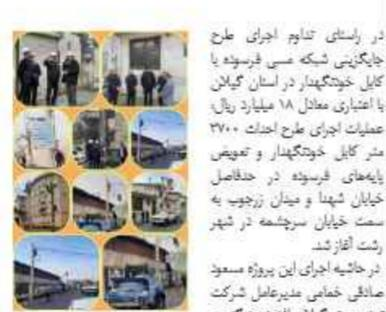 در راستای تداوم اجرای طرح
جایگزینی شبکه مسی فرسوده با
کابل خودنگهدار در استان گیلان
با اعتباری معادل ۱۸ میلیارد ریال،
عملیات اجرای طرح احداث ۲۷۰۰
متر کابل خودنگهدار و تعویض
پایه‌های فرسوده در حدفاصل
خیابان شهدا و میدان زرجوب به
سمت خیابان سرچشمه در شهر
رشت آغاز شد.
در حاشیه اجرای این پروژه مسعود
صادقی خمامی مدیرعامل شرکت